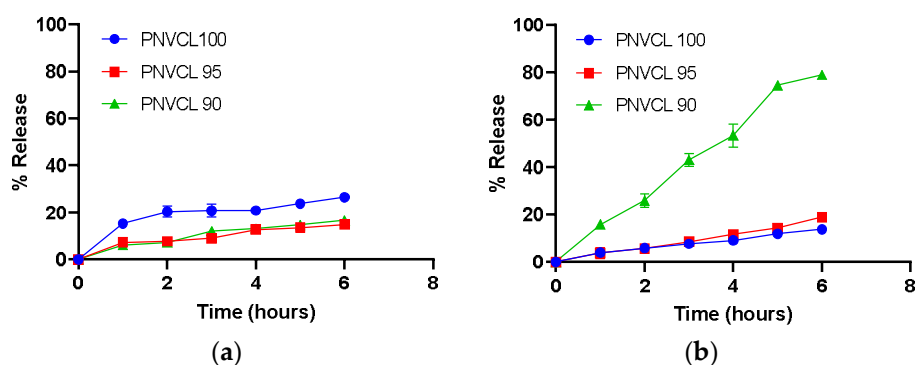 100
80
60
40
20
0
% Release
PNVCL100
PNVCL 95
PNVCL 90
0 2 4 6 8
Time (hours)
(a)
100
80
60
40
20
0
% Release
PNVCL 100
PNVCL 95
PNVCL 90
0 2 4 6 8
Time (hours)
(b)